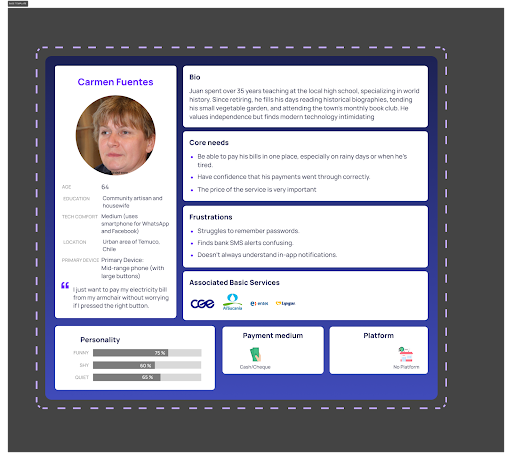 Carmen Fuentes
AGE 64
EDUCATION Community artisan and
housewife
TECH COMFORT Medium (uses
smartphone for WhatsApp
and Facebook)
LOCATION Urban area of Temuco,
Chile
PRIMARY DEVICE Primary Device:
Mid-range phone (with
large buttons)
“ I just want to pay my electricity bill
from my armchair without worrying
if I pressed the right button.
Bio
Juan spent over 35 years teaching at the local high school, specializing in world
history. Since retiring, he fills his days reading historical biographies, tending
his small vegetable garden, and attending the town's monthly book club. He
values independence but finds modern technology intimidating
Core needs
• Be able to pay his bills in one place, especially on rainy days or when he's
tired.
• Have confidence that his payments went through correctly.
• The price of the service is very important
Frustrations
• Struggles to remember passwords.
• Finds bank SMS alerts confusing
• Doesn't always understand in-app notifications.
Associated Basic Services
CGE
Araucanía
entel
Lipigas
Personality
FUNNY 75 %
SHY 60 %
QUIET 65 %
Payment medium
Cash/Cheque
Platform
No Platform